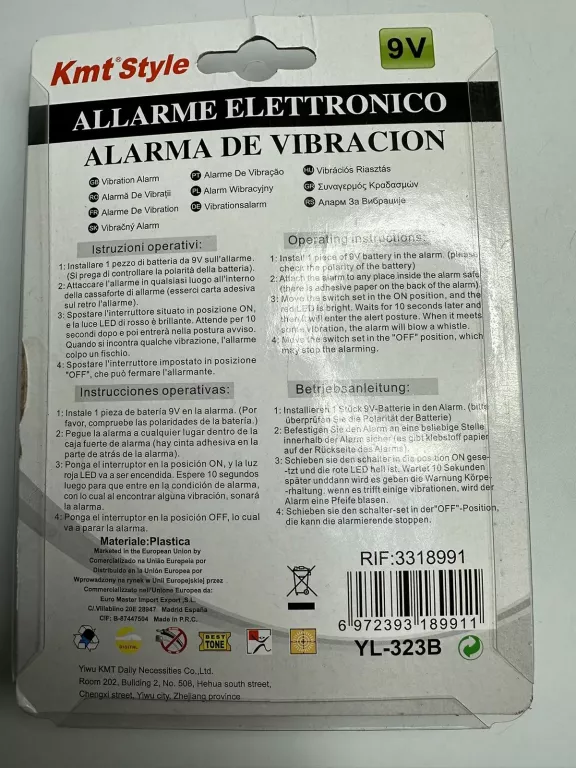 Kmt®Style
9V
ALLARME ELETTRONICO
ALARMA DE VIBRACION
GB Vibration Alarm
RO Alarmă De Vibraţii
FR Alarme De Vibration
SK Vibračný Alarm
PT Alarme De Vibração
PL Alarm Wibracyjny
DE Vibrationsalarm
HU Vibrációs Riasztás
GR Συναγερμός Κραδασμών
RS Аларм За Вибрације
Istruzioni operativi:
1: Installare 1 pezzo di batteria da 9V sull'allarme.
(Si prega di controllare la polarità della batteria).
2: Attaccare l'allarme in qualsiasi luogo all'interno
della cassaforte di allarme (esserci carta adesiva
sul retro l'allarme).
3: Spostare l'interruttore situato in posizione ON,
e la luce LED di rosso è brillante. Attende per 10
secondi dopo e poi entrerà nella postura avviso.
Quando si incontra qualche vibrazione, l'allarme
colpo un fischio.
4: Spostare l'interruttore impostato in posizione
"OFF", che può fermare l'allarmante.
Operating instructions:
1: Install 1 piece of 9V battery in the alarm. (please
check the polarity of the battery)
2: Attach the alarm to any place inside the alarm safe
(there is adhesive paper on the back of the alarm)
3: Move the switch set in the ON position, and the
red LED is bright. Waits for 10 seconds later and
then it will enter the alert posture. When it meets
some vibration, the alarm will blow a whistle.
4: Move the switch set in the "OFF" position, which
may stop the alarming.
Instrucciones operativas:
1: Instale 1 pieza de batería 9V en la alarma. (Por
favor, compruebe las polaridades de la batería.)
2: Pegue la alarma a cualquier lugar dentro de la
caja fuerte de alarma (hay cinta adhesiva en la
parte de atrás de la alarma).
3: Ponga el interruptor en la posición ON, y la luz
roja LED va a ser encendida. Espere 10 segundos
luego para que entre en la condición de alarma,
con lo cual al encontrar alguna vibración, sonará
la alarma.
4: Ponga el interruptor en la posición OFF, lo cual
va a parar la alarma.
Betriebsanleitung:
1: Installieren 1 Stück 9V-Batterie in den Alarm. (bitte
überprüfen Sie die Polarität der Batterie)
2: Befestigen Sie den Alarm an eine beliebige Stelle
innerhalb der Alarm sicher (es gibt klebstoff papier
auf der Rückseite des Alarm).
3: Schieben sie den schalter in die position ON gese-
-tzt und die rote LED hell ist. Wartet 10 Sekunden
später unddann wird es geben die Warnung Körpe-
-rhaltung, wenn es trifft einige vibrationen, wird der
Alarm eine Pfeife blasen.
4: Schieben sie den schalter-set in der"OFF"-Position,
die kann die alarmierende stoppen.
Materiale:Plastica
Marketed in the European Union by
Comercializado na União Europeia por
Distribuido en la Unión Europea por
Wprowadzony na rynek w Unii Europejskiej przez
Commercializzato nell'Unione Europea da:
Euro Master Import Export,S.L.
C/.Villablino 20E 28947 Madrid España
CIF: B-87447504 Made in P.R.C.
RIF:3318991
6 972393 189911
YL-323B
DIGITAL
BEST
TONE
Yiwu KMT Daily Necessities Co.,Ltd.
Room 202, Building 2, No. 506, Hehua south street,
Chengxi street, Yiwu city, Zhejiang province